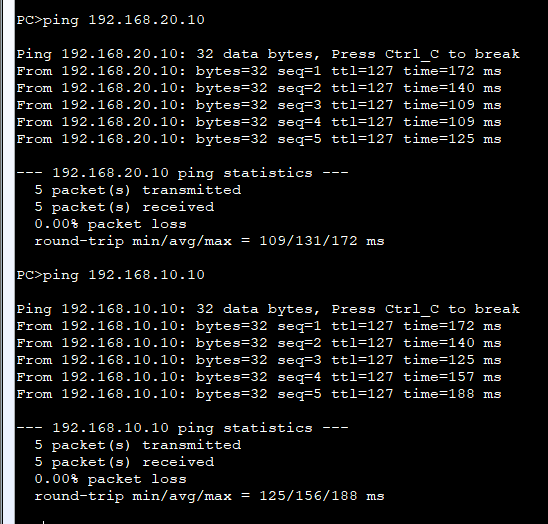 PC>ping 192.168.20.10
Ping 192.168.20.10: 32 data bytes, Press Ctrl_C to break
From 192.168.20.10: bytes=32 seq=1 ttl=127 time=172 ms
From 192.168.20.10: bytes=32 seq=2 ttl=127 time=140 ms
From 192.168.20.10: bytes=32 seq=3 ttl=127 time=109 ms
From 192.168.20.10: bytes=32 seq=4 ttl=127 time=109 ms
From 192.168.20.10: bytes=32 seq=5 ttl=127 time=125 ms
--- 192.168.20.10 ping statistics ---
5 packet(s) transmitted
5 packet(s) received
0.00% packet loss
round-trip min/avg/max = 109/131/172 ms
PC>ping 192.168.10.10
Ping 192.168.10.10: 32 data bytes, Press Ctrl_C to break
From 192.168.10.10: bytes=32 seq=1 ttl=127 time=172 ms
From 192.168.10.10: bytes=32 seq=2 ttl=127 time=140 ms
From 192.168.10.10: bytes=32 seq=3 ttl=127 time=125 ms
From 192.168.10.10: bytes=32 seq=4 ttl=127 time=157 ms
From 192.168.10.10: bytes=32 seq=5 ttl=127 time=188 ms
--- 192.168.10.10 ping statistics ---
5 packet(s) transmitted
5 packet(s) received
0.00% packet loss
round-trip min/avg/max = 125/156/188 ms